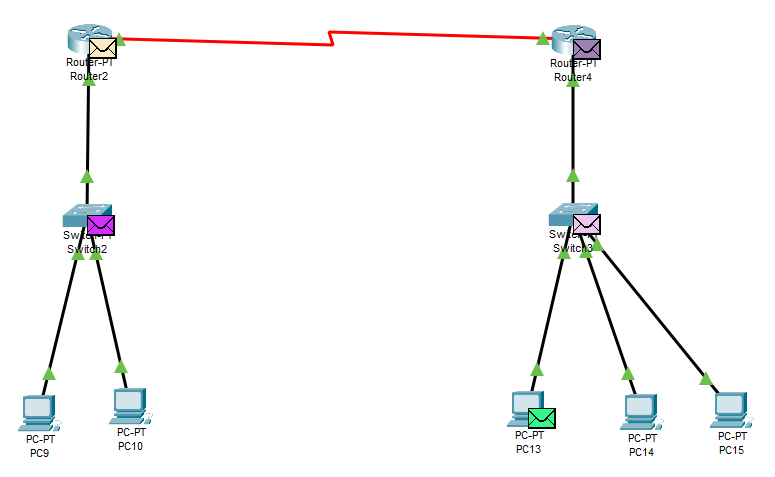 Router-PT
Router2
Router-PT
Router4
Switch2
Switch3
PC-PT
PC9
PC-PT
PC10
PC-PT
PC13
PC-PT
PC14
PC-PT
PC15